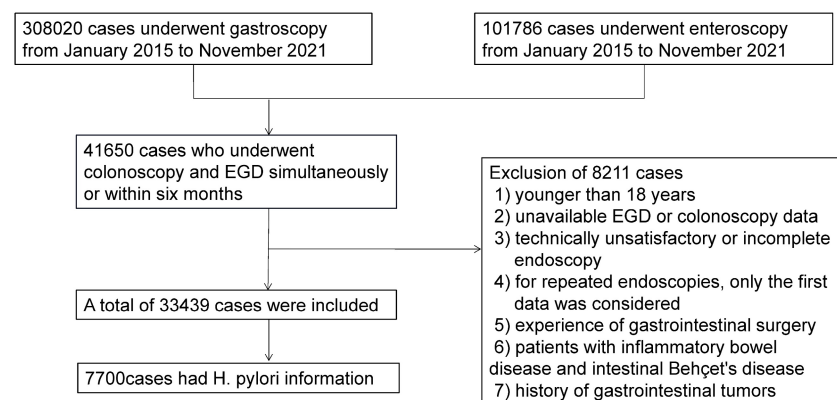 308020 cases underwent gastroscopy
from January 2015 to November 2021
101786 cases underwent enteroscopy
from January 2015 to November 2021
41650 cases who underwent
colonoscopy and EGD simultaneously
or within six months
Exclusion of 8211 cases
1) younger than 18 years
2) unavailable EGD or colonoscopy data
3) technically unsatisfactory or incomplete
endoscopy
4) for repeated endoscopies, only the first
data was considered
5) experience of gastrointestinal surgery
6) patients with inflammatory bowel
disease and intestinal Behçet's disease
7) history of gastrointestinal tumors
A total of 33439 cases were included
7700cases had H. pylori information